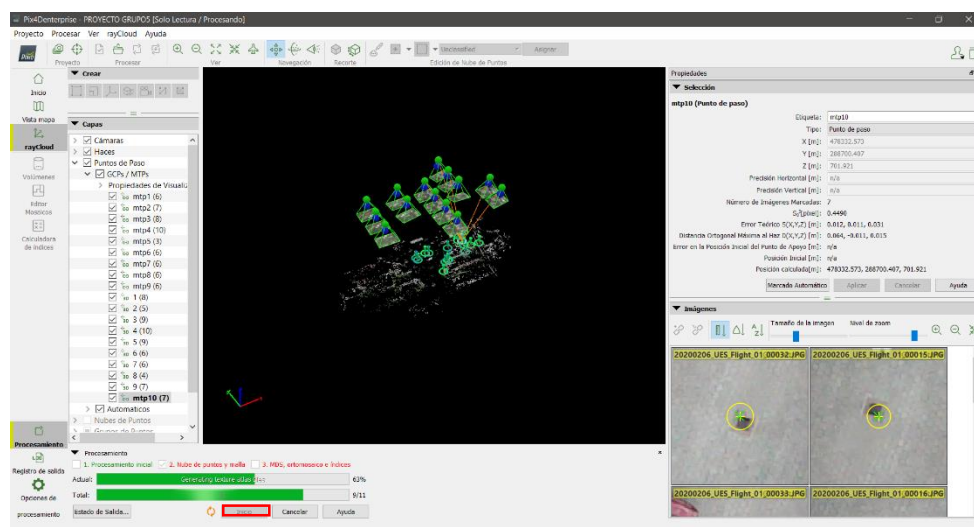 Pix4Denterprise - PROYECTO GRUPO5 [Solo Lectura / Procesando]
Proyecto Procesar Ver rayCloud Ayuda
Proyecto Procesar Ver Navegación Recorte Edición de Nube de Puntos
Unclassified Asignar
Inicio
Vista mapa
rayCloud
Volúmenes
Editor Mosaicos
Calculadora de índices
Procesamiento
Registro de salida
Opciones de procesamiento
Crear
Capas
Cámaras
Haces
Puntos de Paso
GCPs / MTPs
Propiedades de Visualiz
mtp1 (6)
mtp2 (7)
mtp3 (8)
mtp4 (10)
mtp5 (3)
mtp6 (6)
mtp7 (6)
mtp8 (6)
mtp9 (6)
1 (8)
2 (5)
3 (9)
4 (10)
5 (9)
6 (6)
7 (6)
8 (4)
9 (7)
mtp10 (7)
Automaticos
Nubes de Puntos
Grupos de Puntos
Propiedades
Selección
mtp10 (Punto de paso)
Etiqueta: mtp10
Tipo: Punto de paso
X [m]: 478332.573
Y [m]: 288700.407
Z [m]: 701.921
Precisión Horizontal [m]: n/a
Precisión Vertical [m]: n/a
Número de Imágenes Marcadas: 7
S₀²[píxel]: 0.4490
Error Teórico S(X,Y,Z) [m]: 0.012, 0.011, 0.031
Distancia Ortogonal Máxima al Haz D(X,Y,Z) [m]: 0.064, -0.011, 0.015
Error en la Posición Inicial del Punto de Apoyo [m]: n/a
Posición Inicial [m]: n/a
Posición calculada[m]: 478332.573, 288700.407, 701.921
Marcado Automático Aplicar Cancelar Ayuda
Imágenes
Tamaño de la imagen Nivel de zoom
20200206_UES_Flight_01_00032.JPG 20200206_UES_Flight_01_00015.JPG
20200206_UES_Flight_01_00033.JPG 20200206_UES_Flight_01_00016.JPG
Procesamiento
1. Procesamiento inicial 2. Nube de puntos y malla 3. MDS, ortomosaico e índices
Actual: Generating texture atlas 63%
Total: 9/11
Estado de Salida... Inicio Cancelar Ayuda